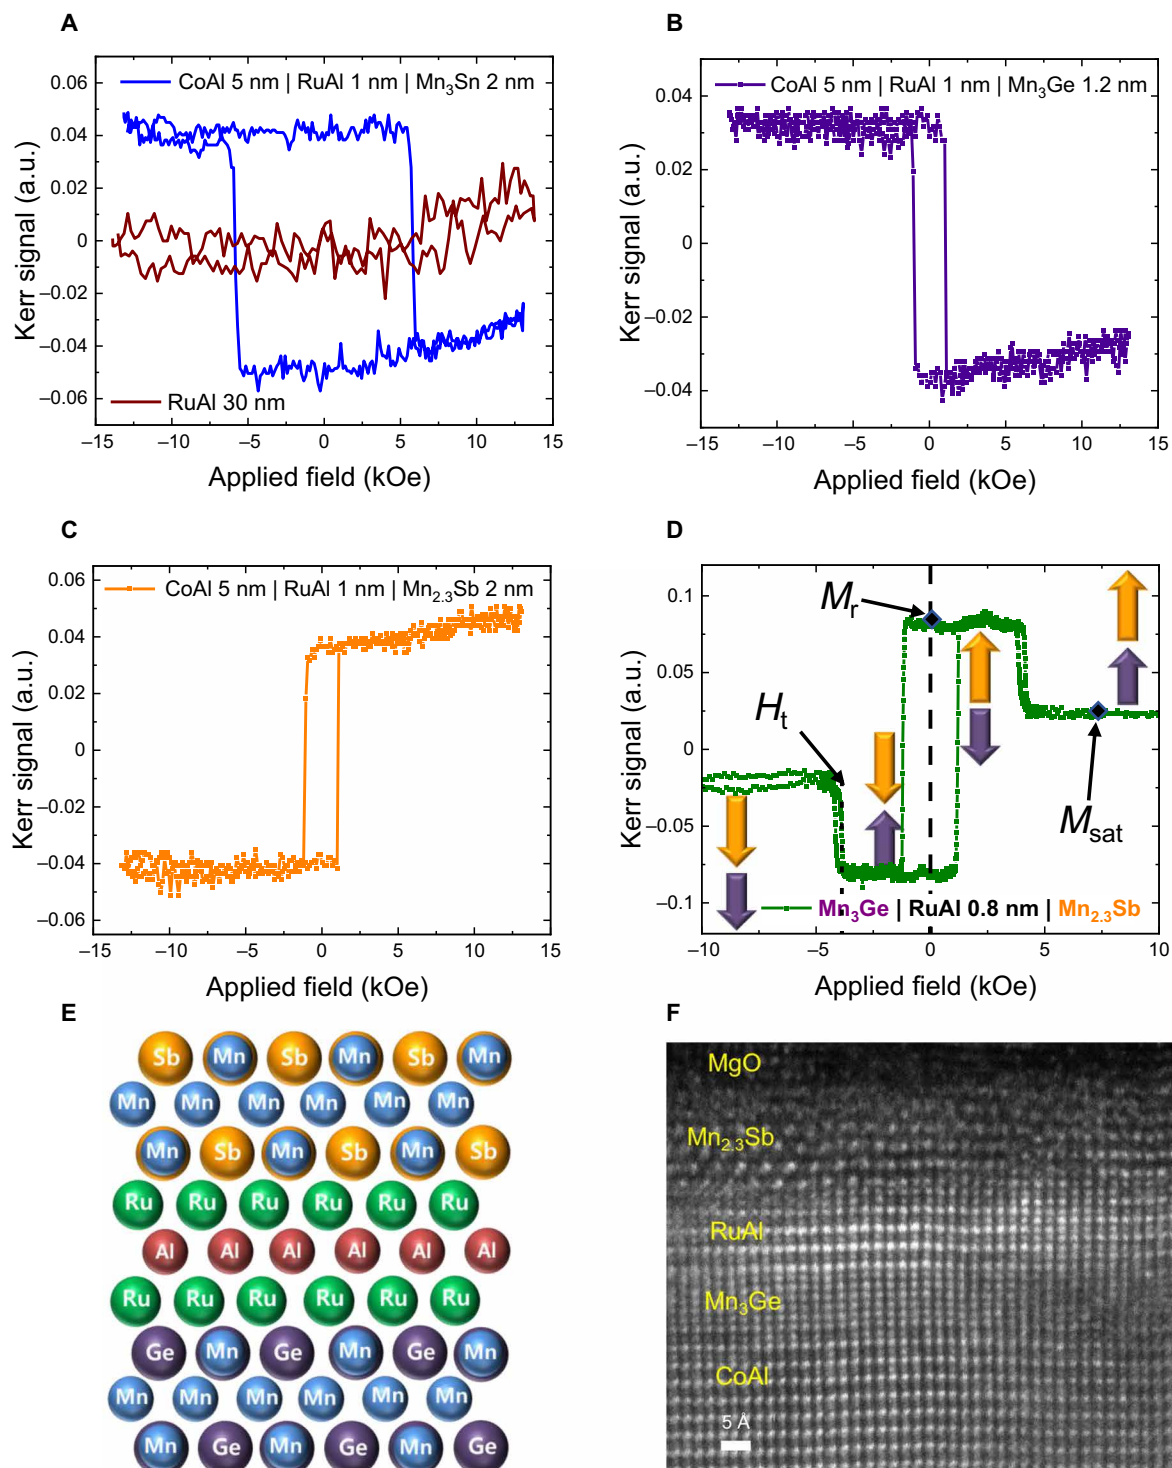 A
0.06
0.04
0.02
0
–0.02
–0.04
–0.06
Kerr signal (a.u.)
CoAl 5 nm | RuAl 1 nm | Mn3Sn 2 nm
RuAl 30 nm
–15 –10 –5 0 5 10 15
Applied field (kOe)
B
0.04
0.02
0
–0.02
–0.04
Kerr signal (a.u.)
CoAl 5 nm | RuAl 1 nm | Mn3Ge 1.2 nm
–15 –10 –5 0 5 10 15
Applied field (kOe)
C
0.06
0.04
0.02
0
–0.02
–0.04
–0.06
Kerr signal (a.u.)
CoAl 5 nm | RuAl 1 nm | Mn2.3Sb 2 nm
–15 –10 –5 0 5 10 15
Applied field (kOe)
D
0.1
0.05
0
–0.05
–0.1
Kerr signal (a.u.)
Mr
Ht
Msat
Mn3Ge | RuAl 0.8 nm | Mn2.3Sb
–10 –5 0 5 10
Applied field (kOe)
E
Sb Mn Sb Mn Sb Mn
Mn Mn Mn Mn Mn Mn
Mn Sb Mn Sb Mn Sb
Ru Ru Ru Ru Ru Ru
Al Al Al Al Al Al
Ru Ru Ru Ru Ru Ru
Ge Mn Ge Mn Ge Mn
Mn Mn Mn Mn Mn Mn
Mn Ge Mn Ge Mn Ge
F
MgO
Mn2.3Sb
RuAl
Mn3Ge
CoAl
5 Å